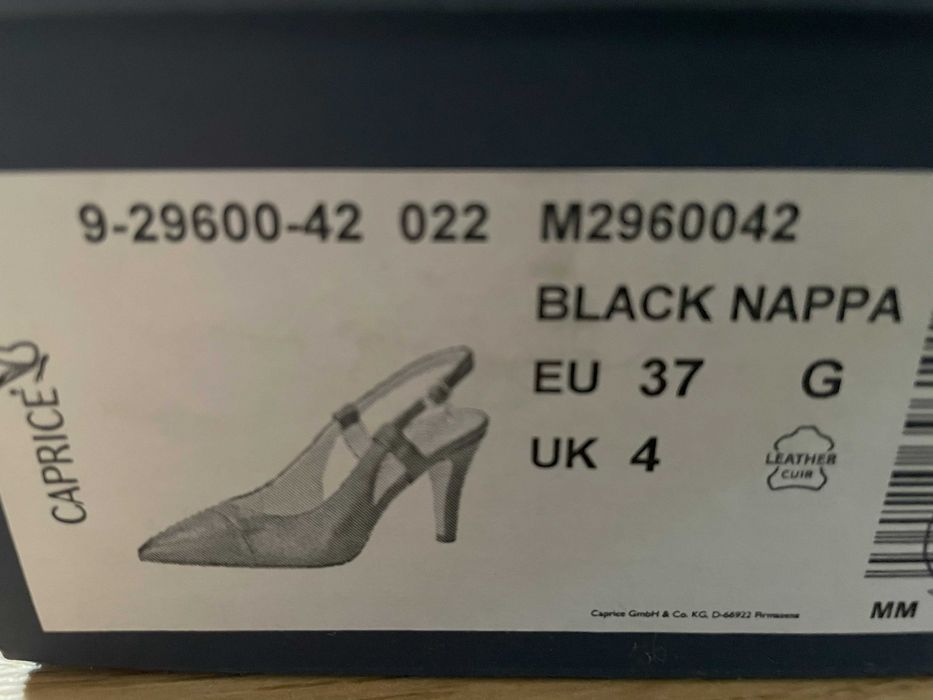 9-29600-42 022 M2960042
BLACK NAPPA
EU 37 G
UK 4
LEATHER
CUIR
CAPRICE
Caprice GmbH & Co. KG, D-66922 Pirmasens
MM